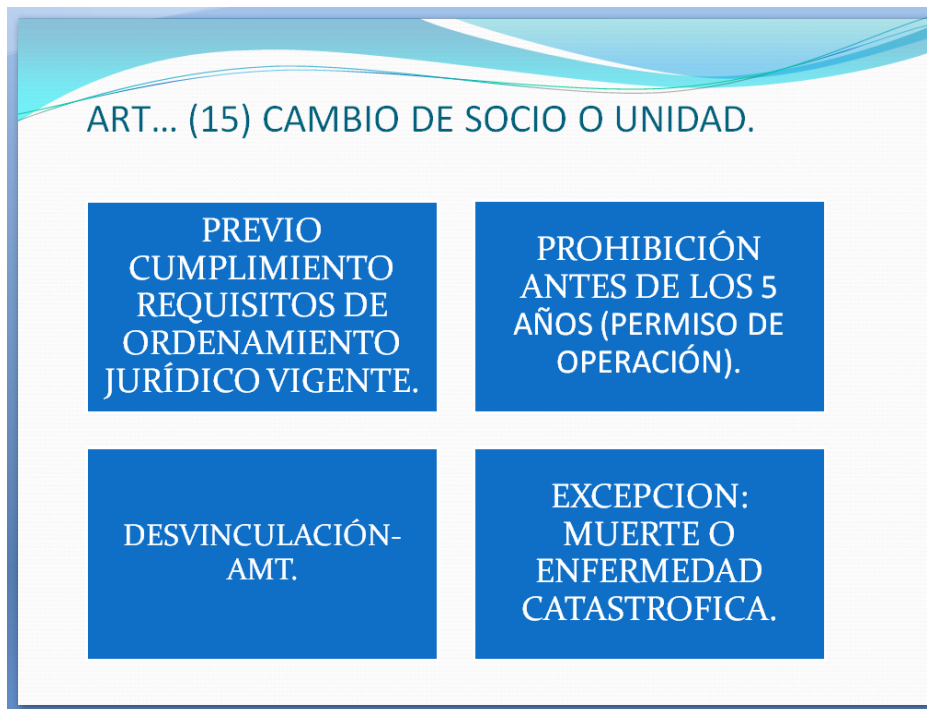 ART... (15) CAMBIO DE SOCIO O UNIDAD.
PREVIO
CUMPLIMIENTO
REQUISITOS DE
ORDENAMIENTO
JURÍDICO VIGENTE.
PROHIBICIÓN
ANTES DE LOS 5
AÑOS (PERMISO DE
OPERACIÓN).
DESVINCULACIÓN-
AMT.
EXCEPCION:
MUERTE O
ENFERMEDAD
CATASTROFICA.